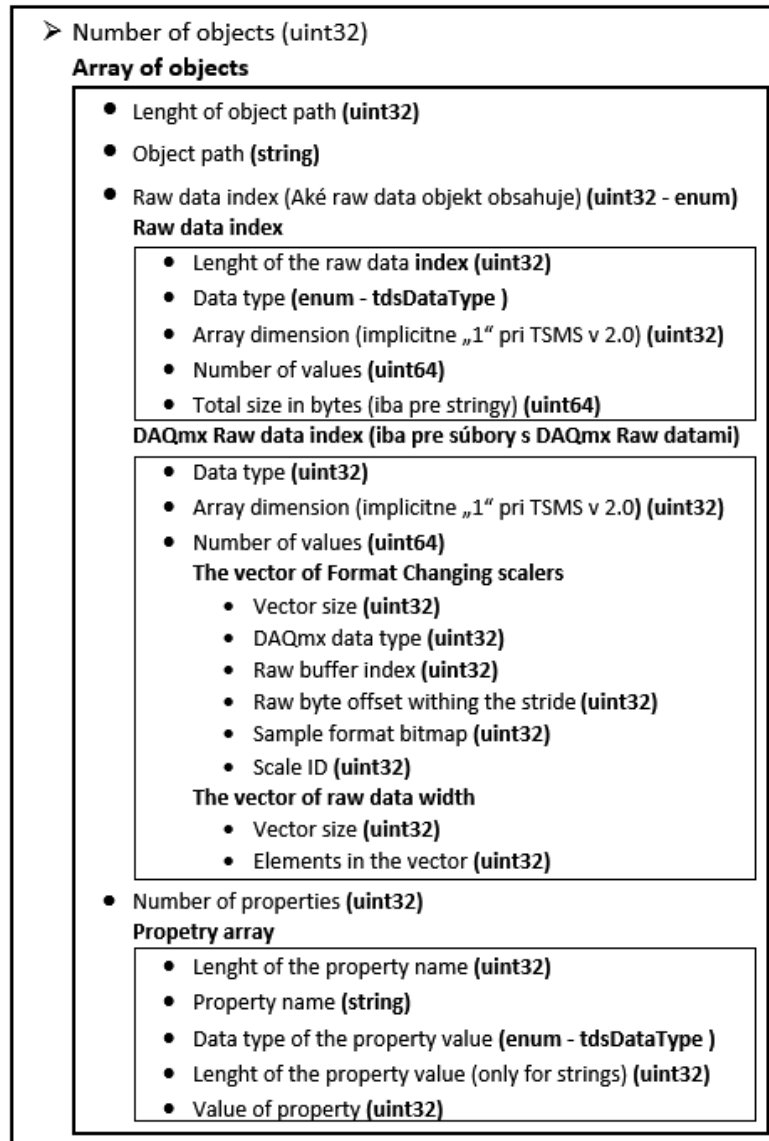 ➢ Number of objects (uint32)
Array of objects
• Lenght of object path (uint32)
• Object path (string)
• Raw data index (Aké raw data objekt obsahuje) (uint32 - enum)
Raw data index
• Lenght of the raw data index (uint32)
• Data type (enum - tdsDataType )
• Array dimension (implicitne „1“ pri TSMS v 2.0) (uint32)
• Number of values (uint64)
• Total size in bytes (iba pre stringy) (uint64)
DAQmx Raw data index (iba pre súbory s DAQmx Raw datami)
• Data type (uint32)
• Array dimension (implicitne „1“ pri TSMS v 2.0) (uint32)
• Number of values (uint64)
The vector of Format Changing scalers
• Vector size (uint32)
• DAQmx data type (uint32)
• Raw buffer index (uint32)
• Raw byte offset withing the stride (uint32)
• Sample format bitmap (uint32)
• Scale ID (uint32)
The vector of raw data width
• Vector size (uint32)
• Elements in the vector (uint32)
• Number of properties (uint32)
Propetry array
• Lenght of the property name (uint32)
• Property name (string)
• Data type of the property value (enum - tdsDataType )
• Lenght of the property value (only for strings) (uint32)
• Value of property (uint32)